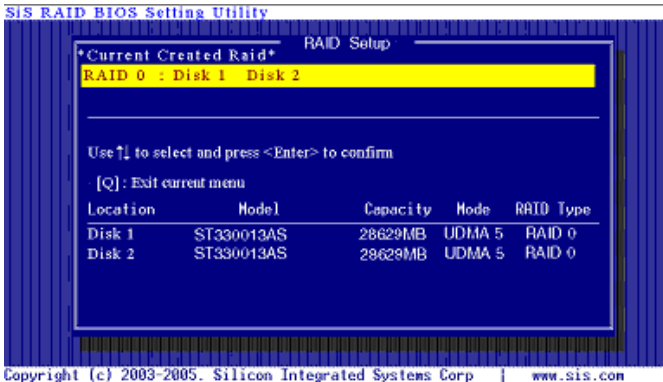 SiS RAID BIOS Setting Utility
RAID Setup
*Current Created Raid*
RAID 0 : Disk 1 Disk 2
Use ↑↓ to select and press <Enter> to confirm
[Q] : Exit current menu
Location Model Capacity Mode RAID Type
Disk 1 ST330013AS 28629MB UDMA 5 RAID 0
Disk 2 ST330013AS 28629MB UDMA 5 RAID 0
Copyright (c) 2003-2005. Silicon Integrated Systems Corp | www.sis.com